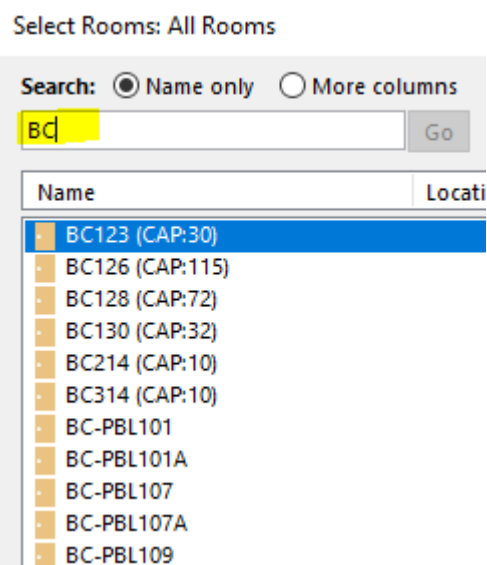 Select Rooms: All Rooms
Search: Name only More columns
BC Go
Name Locati
BC123 (CAP:30)
BC126 (CAP:115)
BC128 (CAP:72)
BC130 (CAP:32)
BC214 (CAP:10)
BC314 (CAP:10)
BC-PBL101
BC-PBL101A
BC-PBL107
BC-PBL107A
BC-PBL109